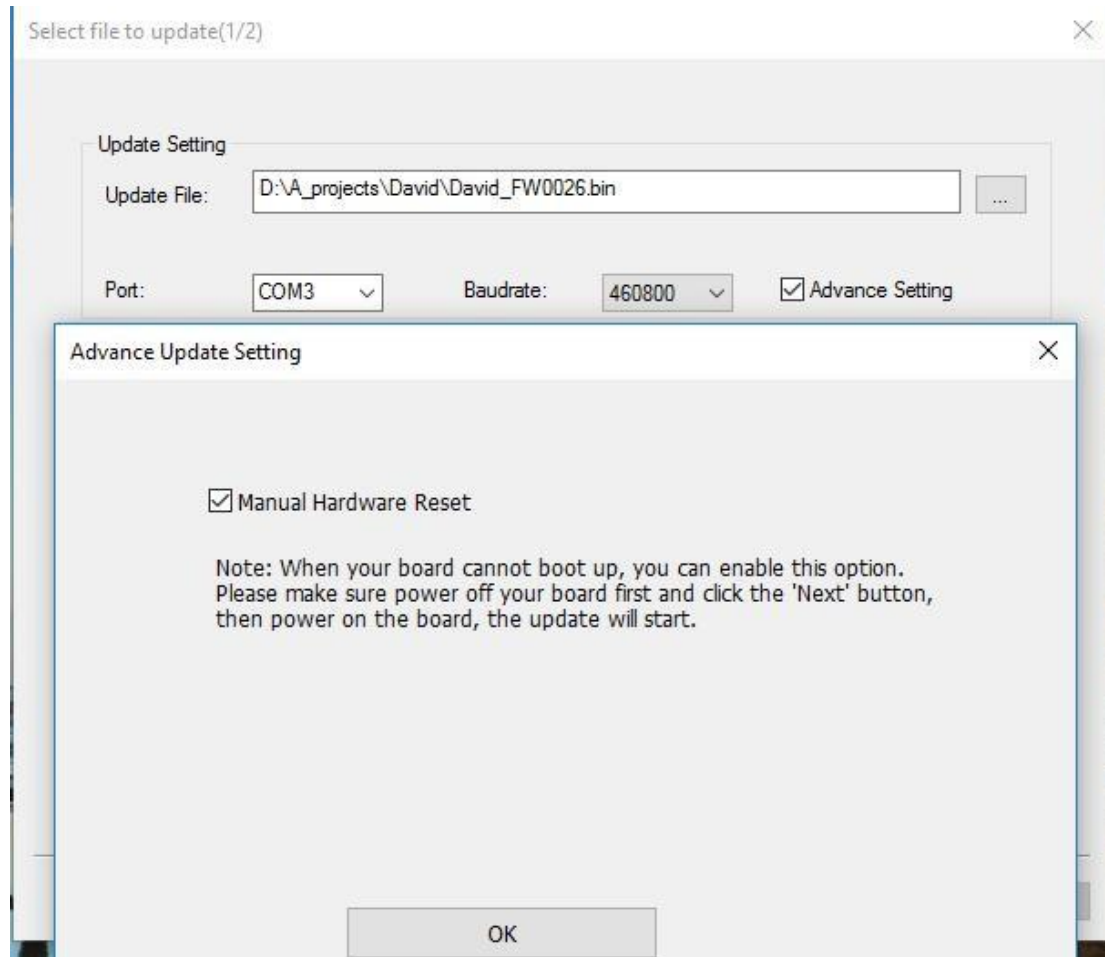 Select file to update(1/2)
Update Setting
Update File: D:\A_projects\David\David_FW0026.bin ...
Port: COM3 Baudrate: 460800 Advance Setting
Advance Update Setting
Manual Hardware Reset
Note: When your board cannot boot up, you can enable this option.
Please make sure power off your board first and click the 'Next' button,
then power on the board, the update will start.
OK